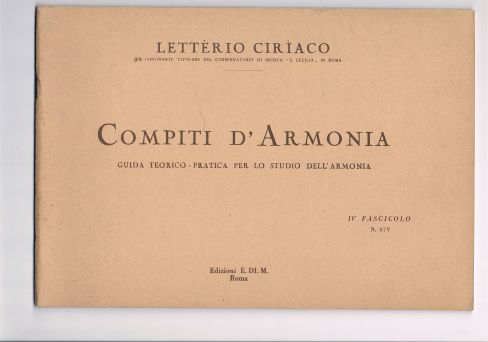 LETTÈRIO CIRÌACO
GIÀ INSEGNANTE TITOLARE NEL CONSERVATORIO DI MUSICA "S. CECILIA" IN ROMA
COMPITI D'ARMONIA
GUIDA TEORICO-PRATICA PER LO STUDIO DELL'ARMONIA
IV FASCICOLO
N. 679
Edizioni E. DI. M.
Roma